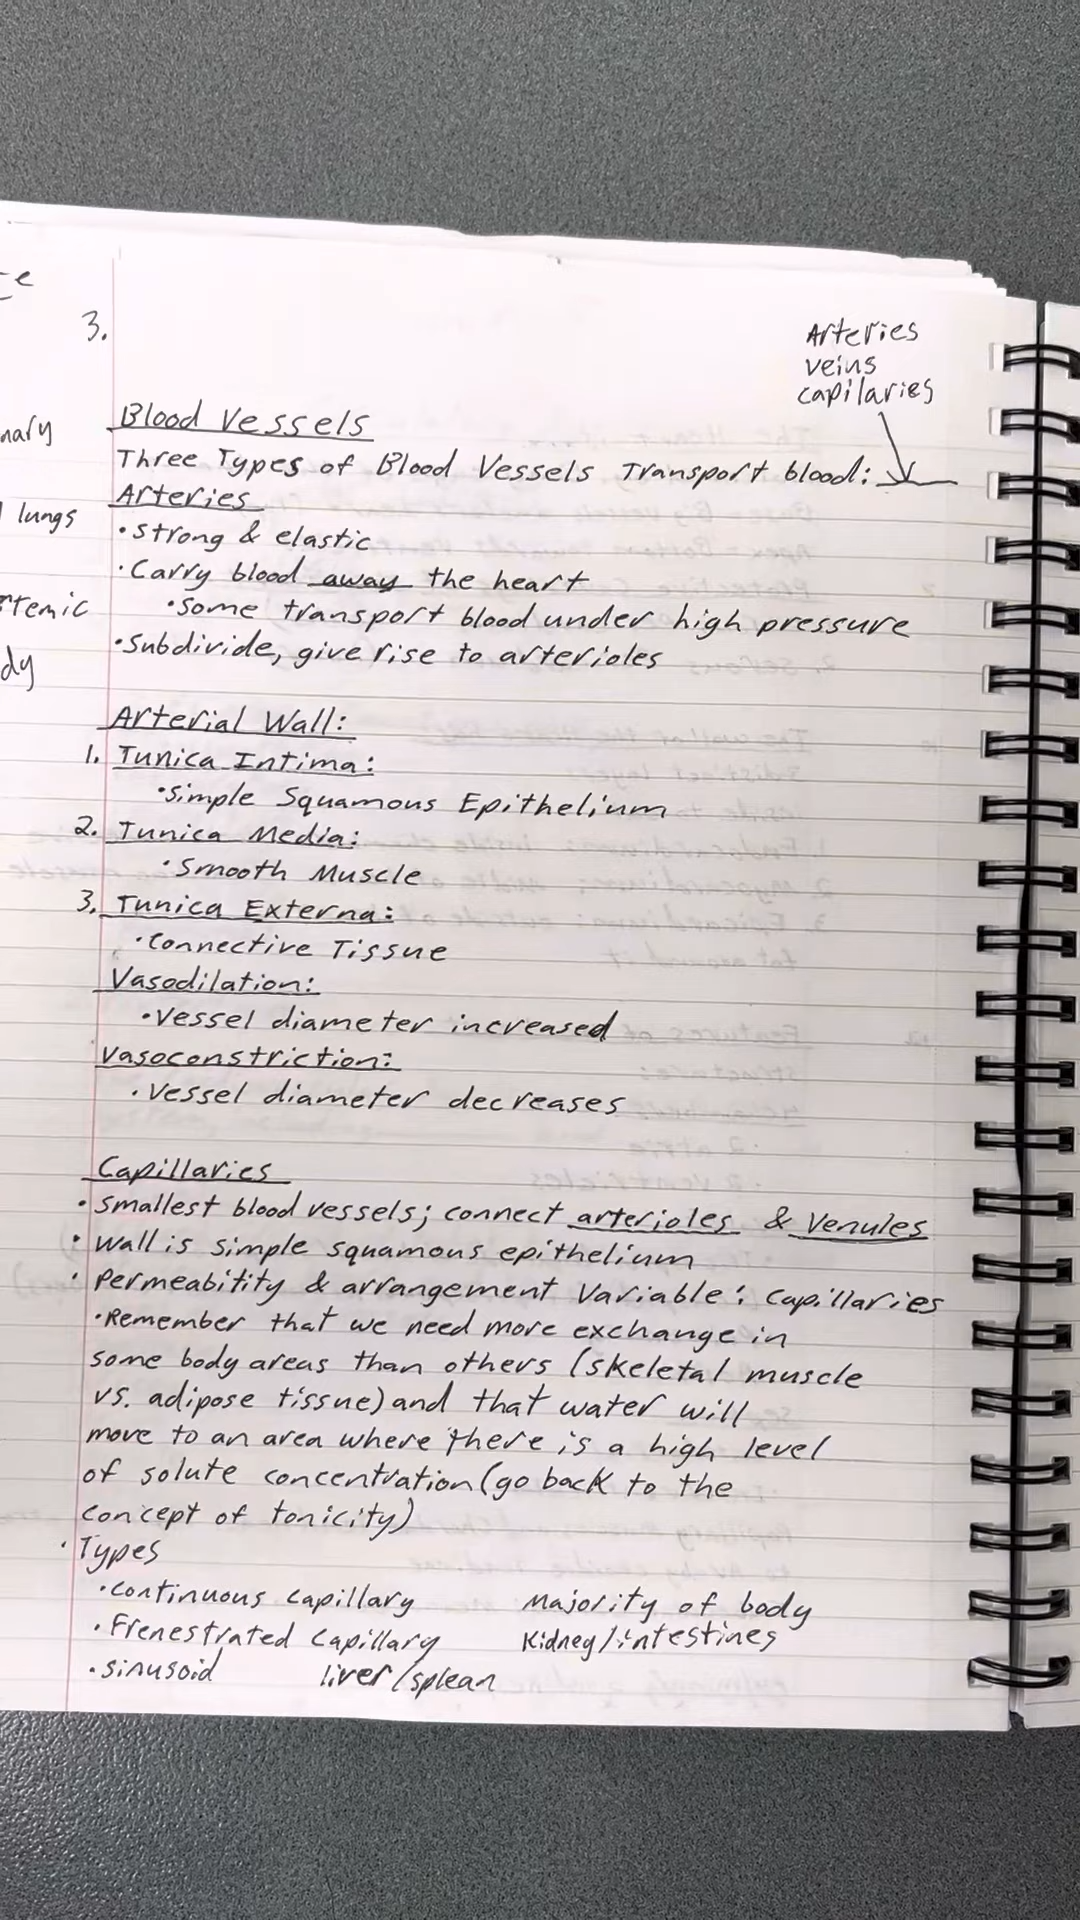 ce
nary
lungs
temic
dy
3.
Arteries
veins
capilaries
Blood Vessels
Three Types of Blood Vessels Transport blood:
Arteries
•Strong & elastic
•Carry blood away the heart
•Some transport blood under high pressure
•Subdivide, give rise to arterioles
Arterial Wall:
1. Tunica Intima:
•Simple Squamous Epithelium
2. Tunica Media:
•Smooth Muscle
3. Tunica Externa:
•Connective Tissue
Vasodilation:
•Vessel diameter increased
Vasoconstriction:
•Vessel diameter decreases
Capillaries
•Smallest blood vessels; connect arterioles & Venules
•Wall is simple squamous epithelium
•Permeabitity & arrangement Variable: Capillaries
•Remember that we need more exchange in
some body areas than others (skeletal muscle
vs. adipose tissue) and that water will
move to an area where there is a high level
of solute concentration (go back to the
concept of tonicity)
•Types
•Continuous Capillary Majority of body
•Frenestrated Capillary Kidney/intestines
•Sinusoid liver/splean